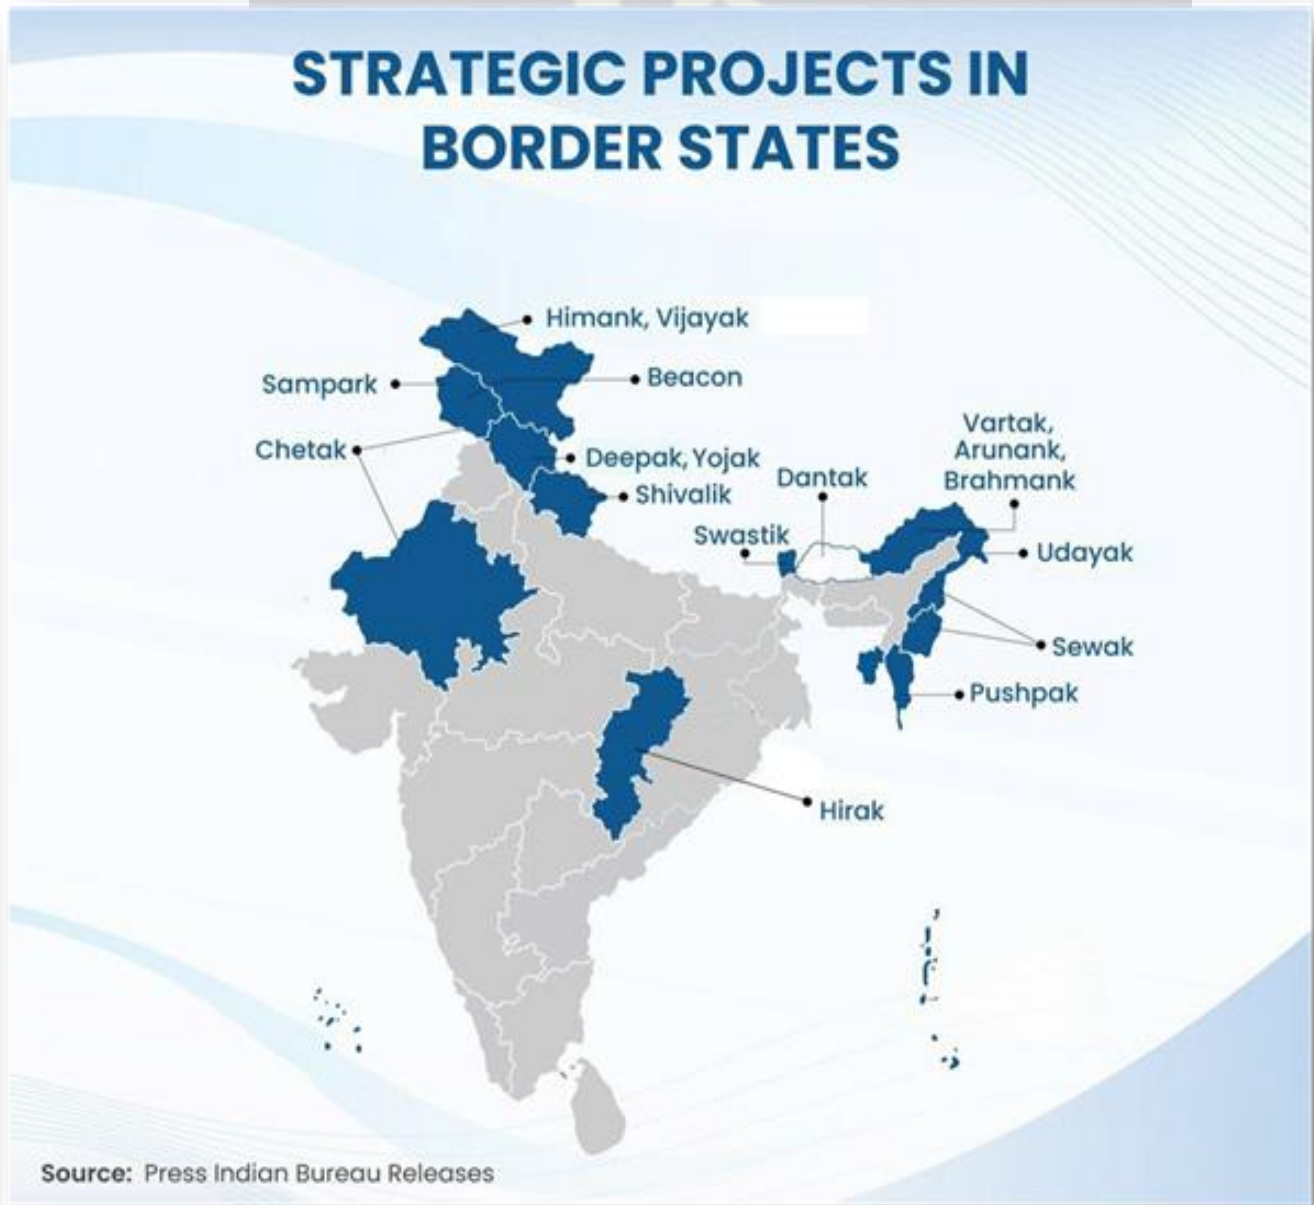 STRATEGIC PROJECTS IN
BORDER STATES
Himank, Vijayak
Sampark
Beacon
Chetak
Deepak, Yojak
Shivalik
Vartak,
Arunank,
Brahmank
Dantak
Swastik
Udayak
Sewak
Pushpak
Hirak
Source: Press Indian Bureau Releases